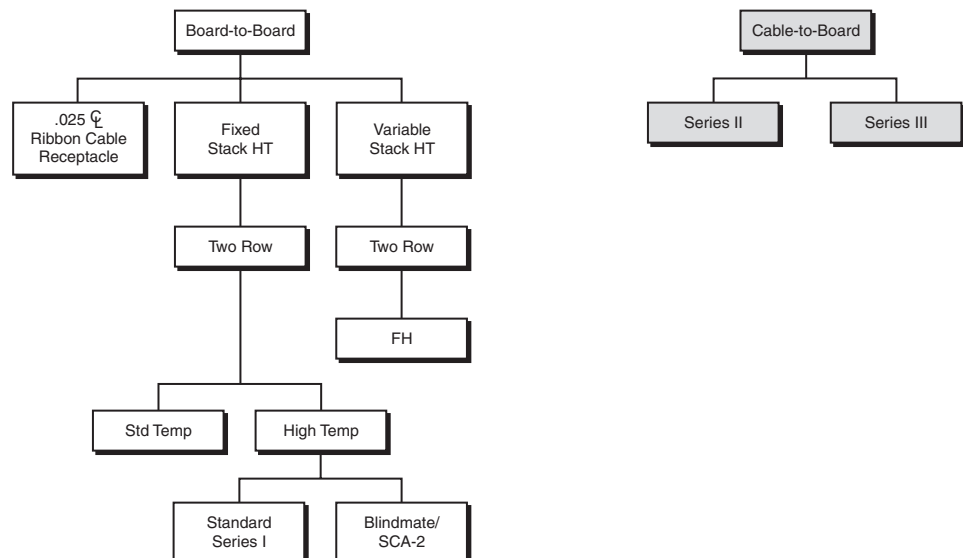 Board-to-Board
Cable-to-Board
.025 ℄
Ribbon Cable
Receptacle
Fixed
Stack HT
Variable
Stack HT
Series II
Series III
Two Row
Two Row
FH
Std Temp
High Temp
Standard
Series I
Blindmate/
SCA-2